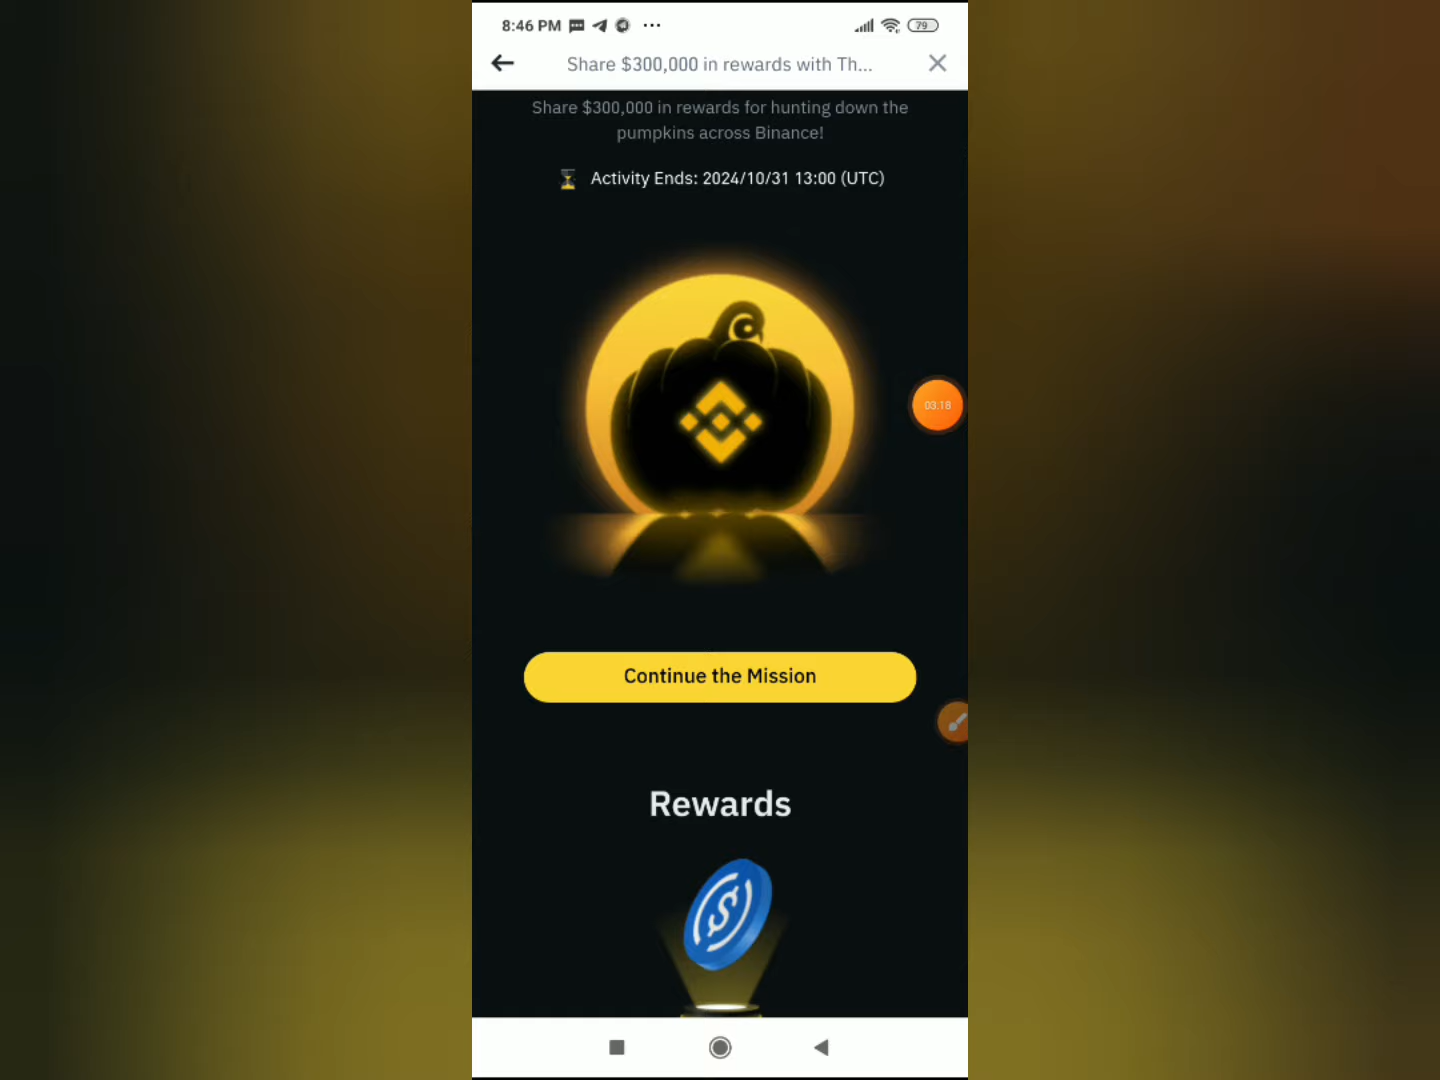 8:46 PM
79
Share $300,000 in rewards with Th...
Share $300,000 in rewards for hunting down the
pumpkins across Binance!
Activity Ends: 2024/10/31 13:00 (UTC)
03:18
Continue the Mission
Rewards